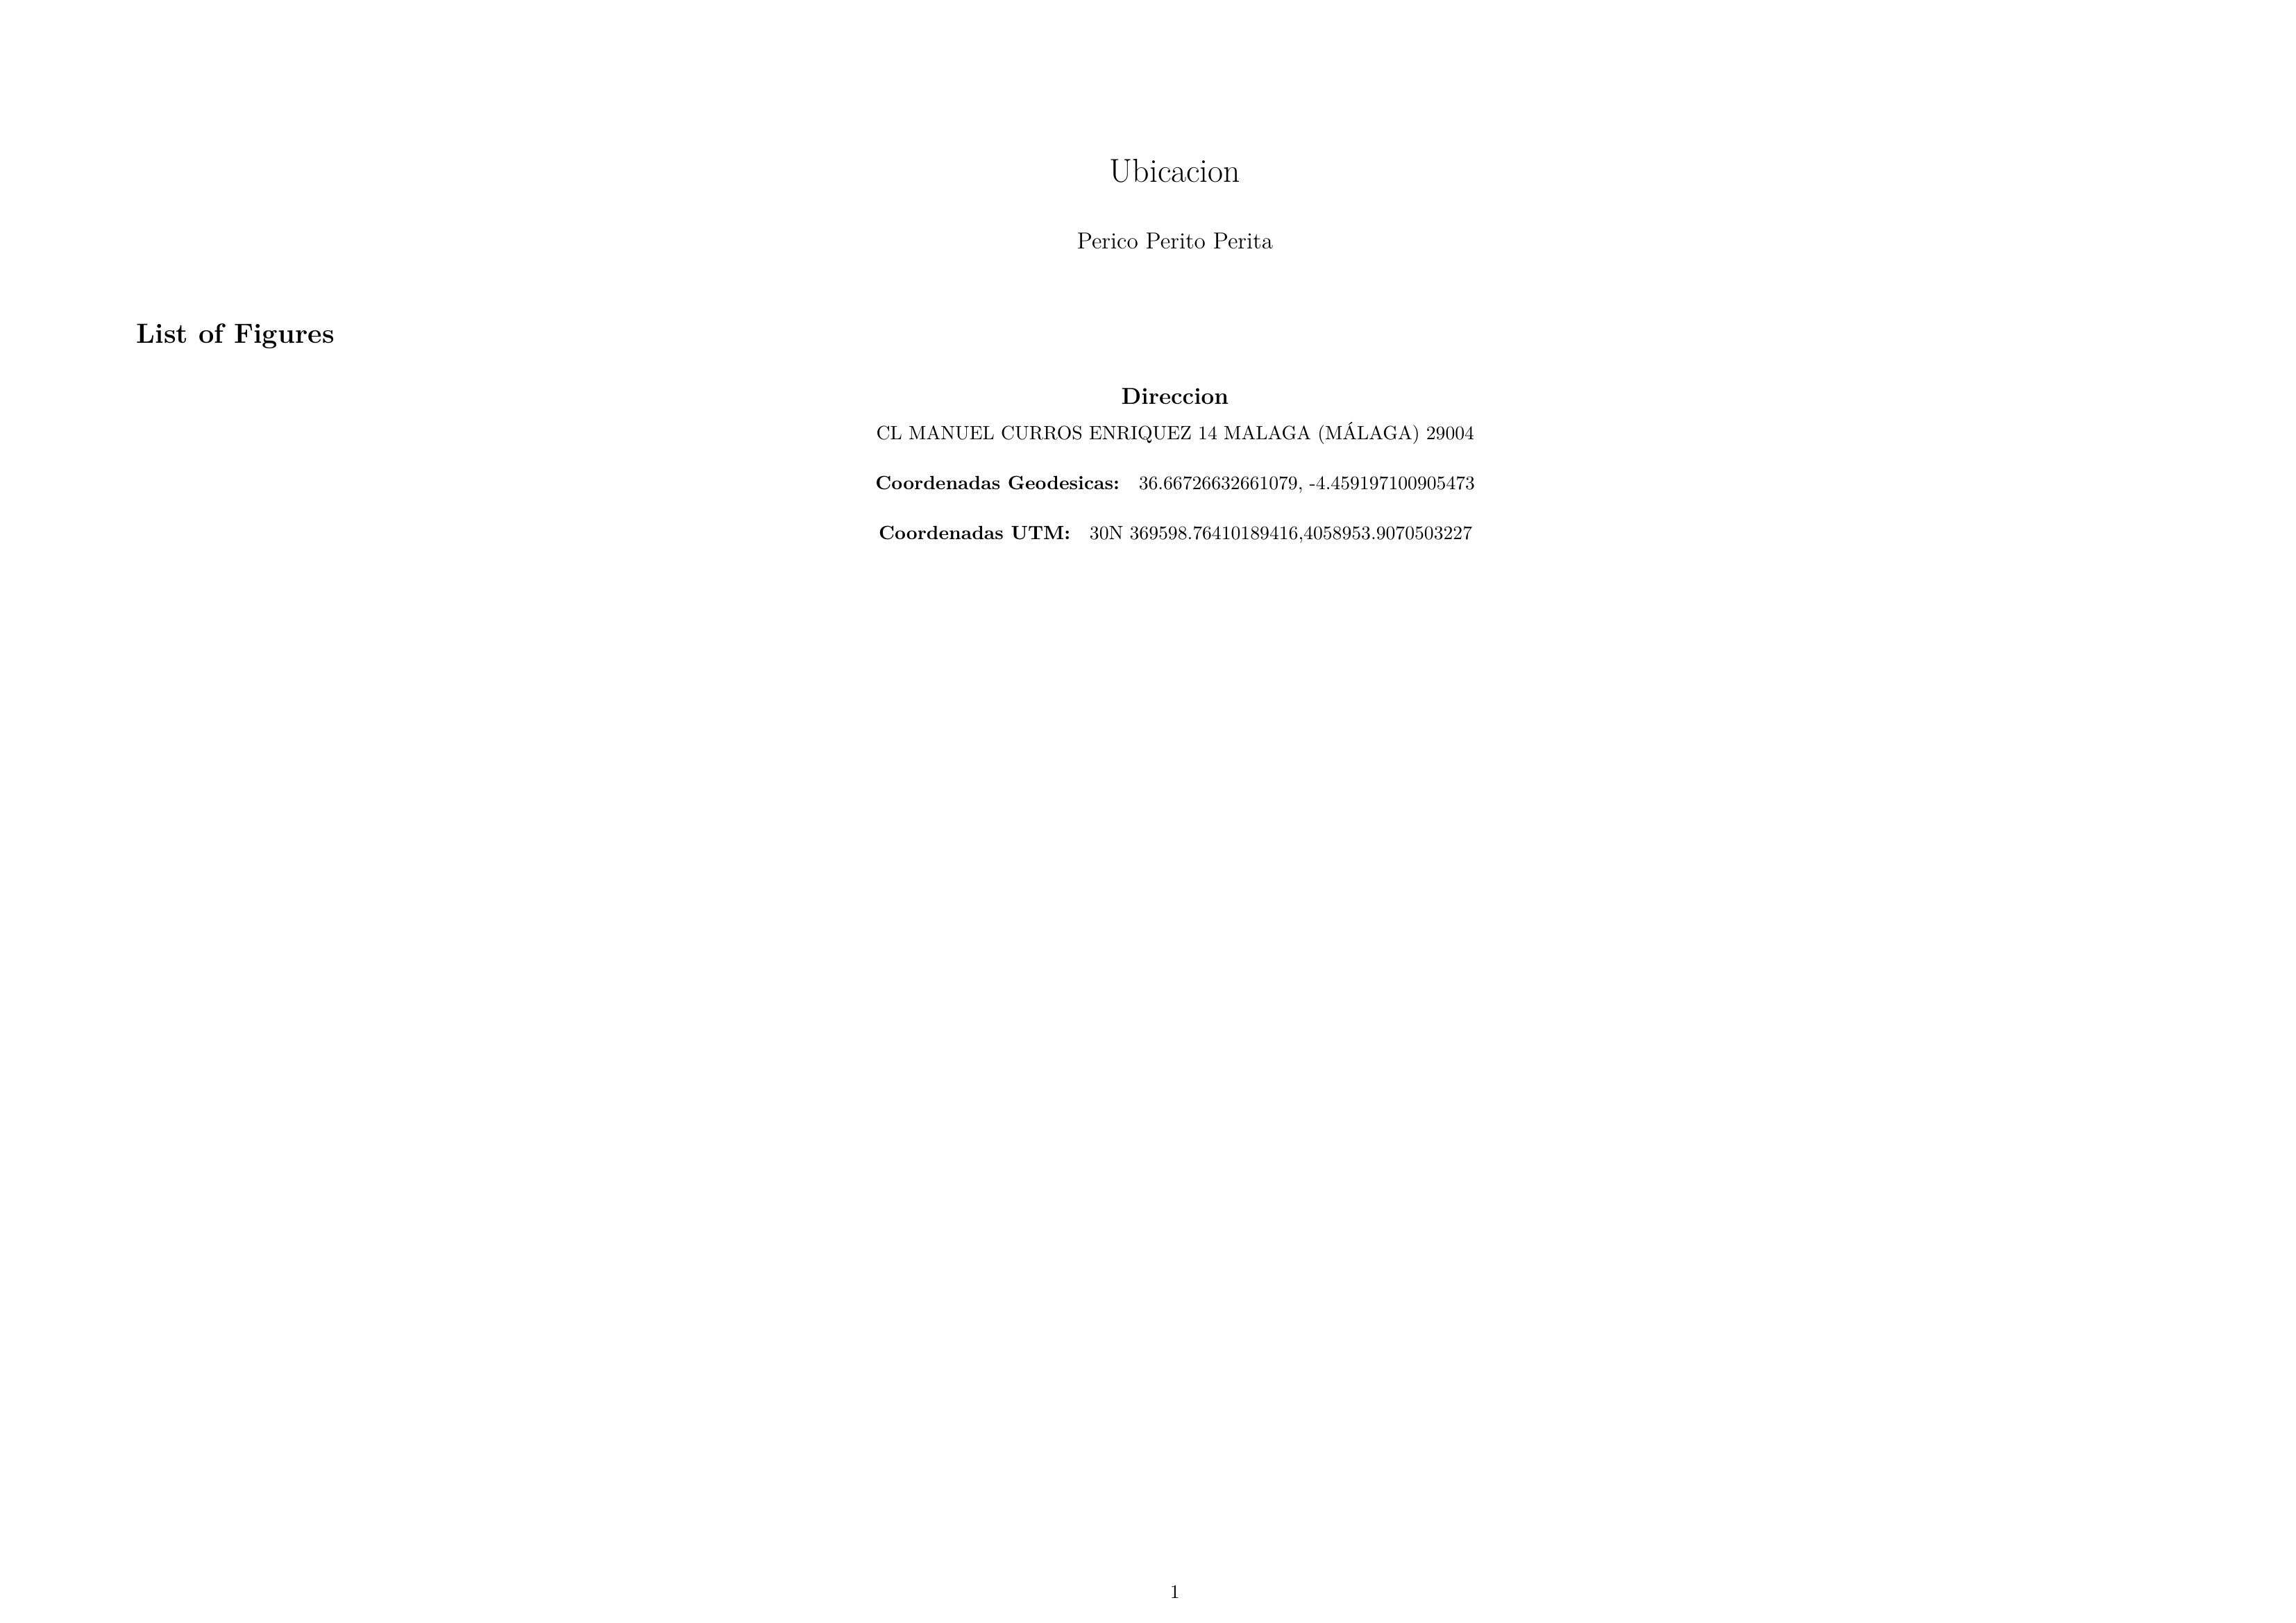 Ubicacion
Perico Perito Perita
List of Figures
Direccion
CL MANUEL CURROS ENRIQUEZ 14 MALAGA (MÁLAGA) 29004
Coordenadas Geodesicas: 36.66726632661079, -4.459197100905473
Coordenadas UTM: 30N 369598.76410189416,4058953.9070503227
1